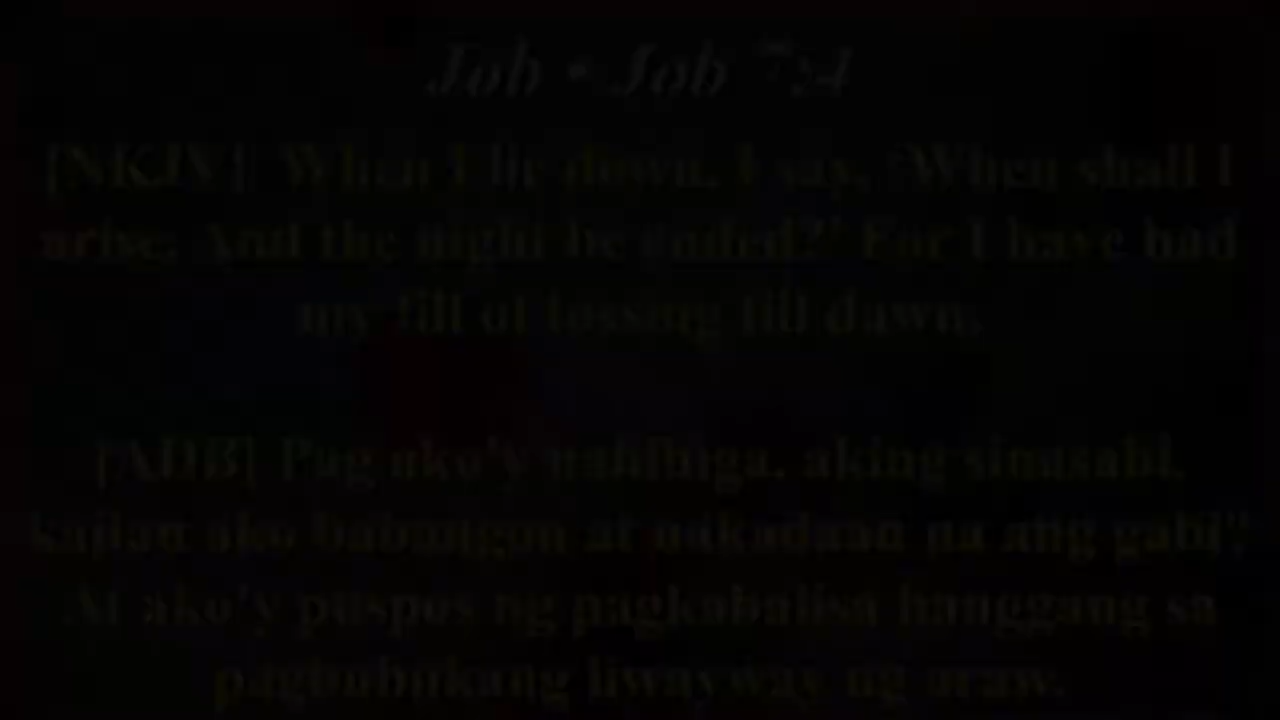 Job • Job 7:4
[NKJV] When I lie down, I say, 'When shall I
arise, And the night be ended?' For I have had
my fill of tossing till dawn.
[ADB] Pag ako'y nahihiga, aking sinasabi,
kailan ako babangon at nakadaan na ang gabi?
At ako'y puspos ng pagkabalisa hanggang sa
pagbubukang liwayway ng araw.